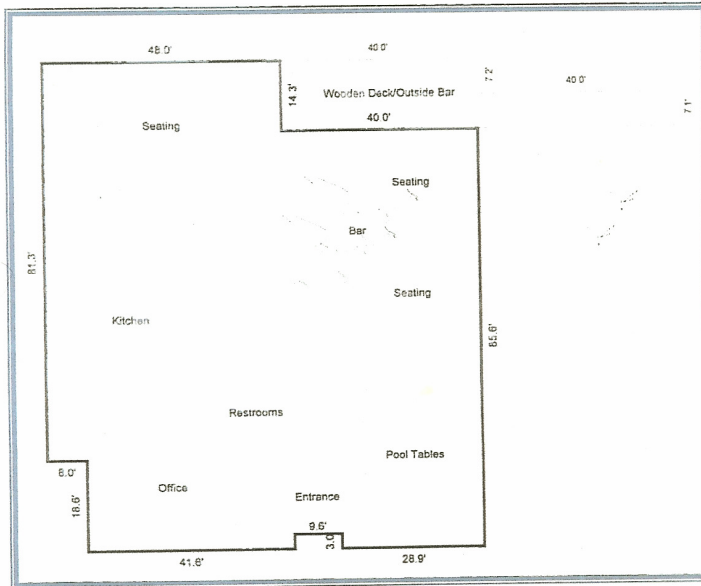 48.0'
40.0'
7.2'
40.0'
7.1'
14.3'
Wooden Deck/Outside Bar
40.0'
Seating
Seating
Bar
81.3'
Seating
Kitchen
85.6'
Restrooms
Pool Tables
8.0'
18.6'
Office
Entrance
9.6'
3.0'
41.6'
28.9'